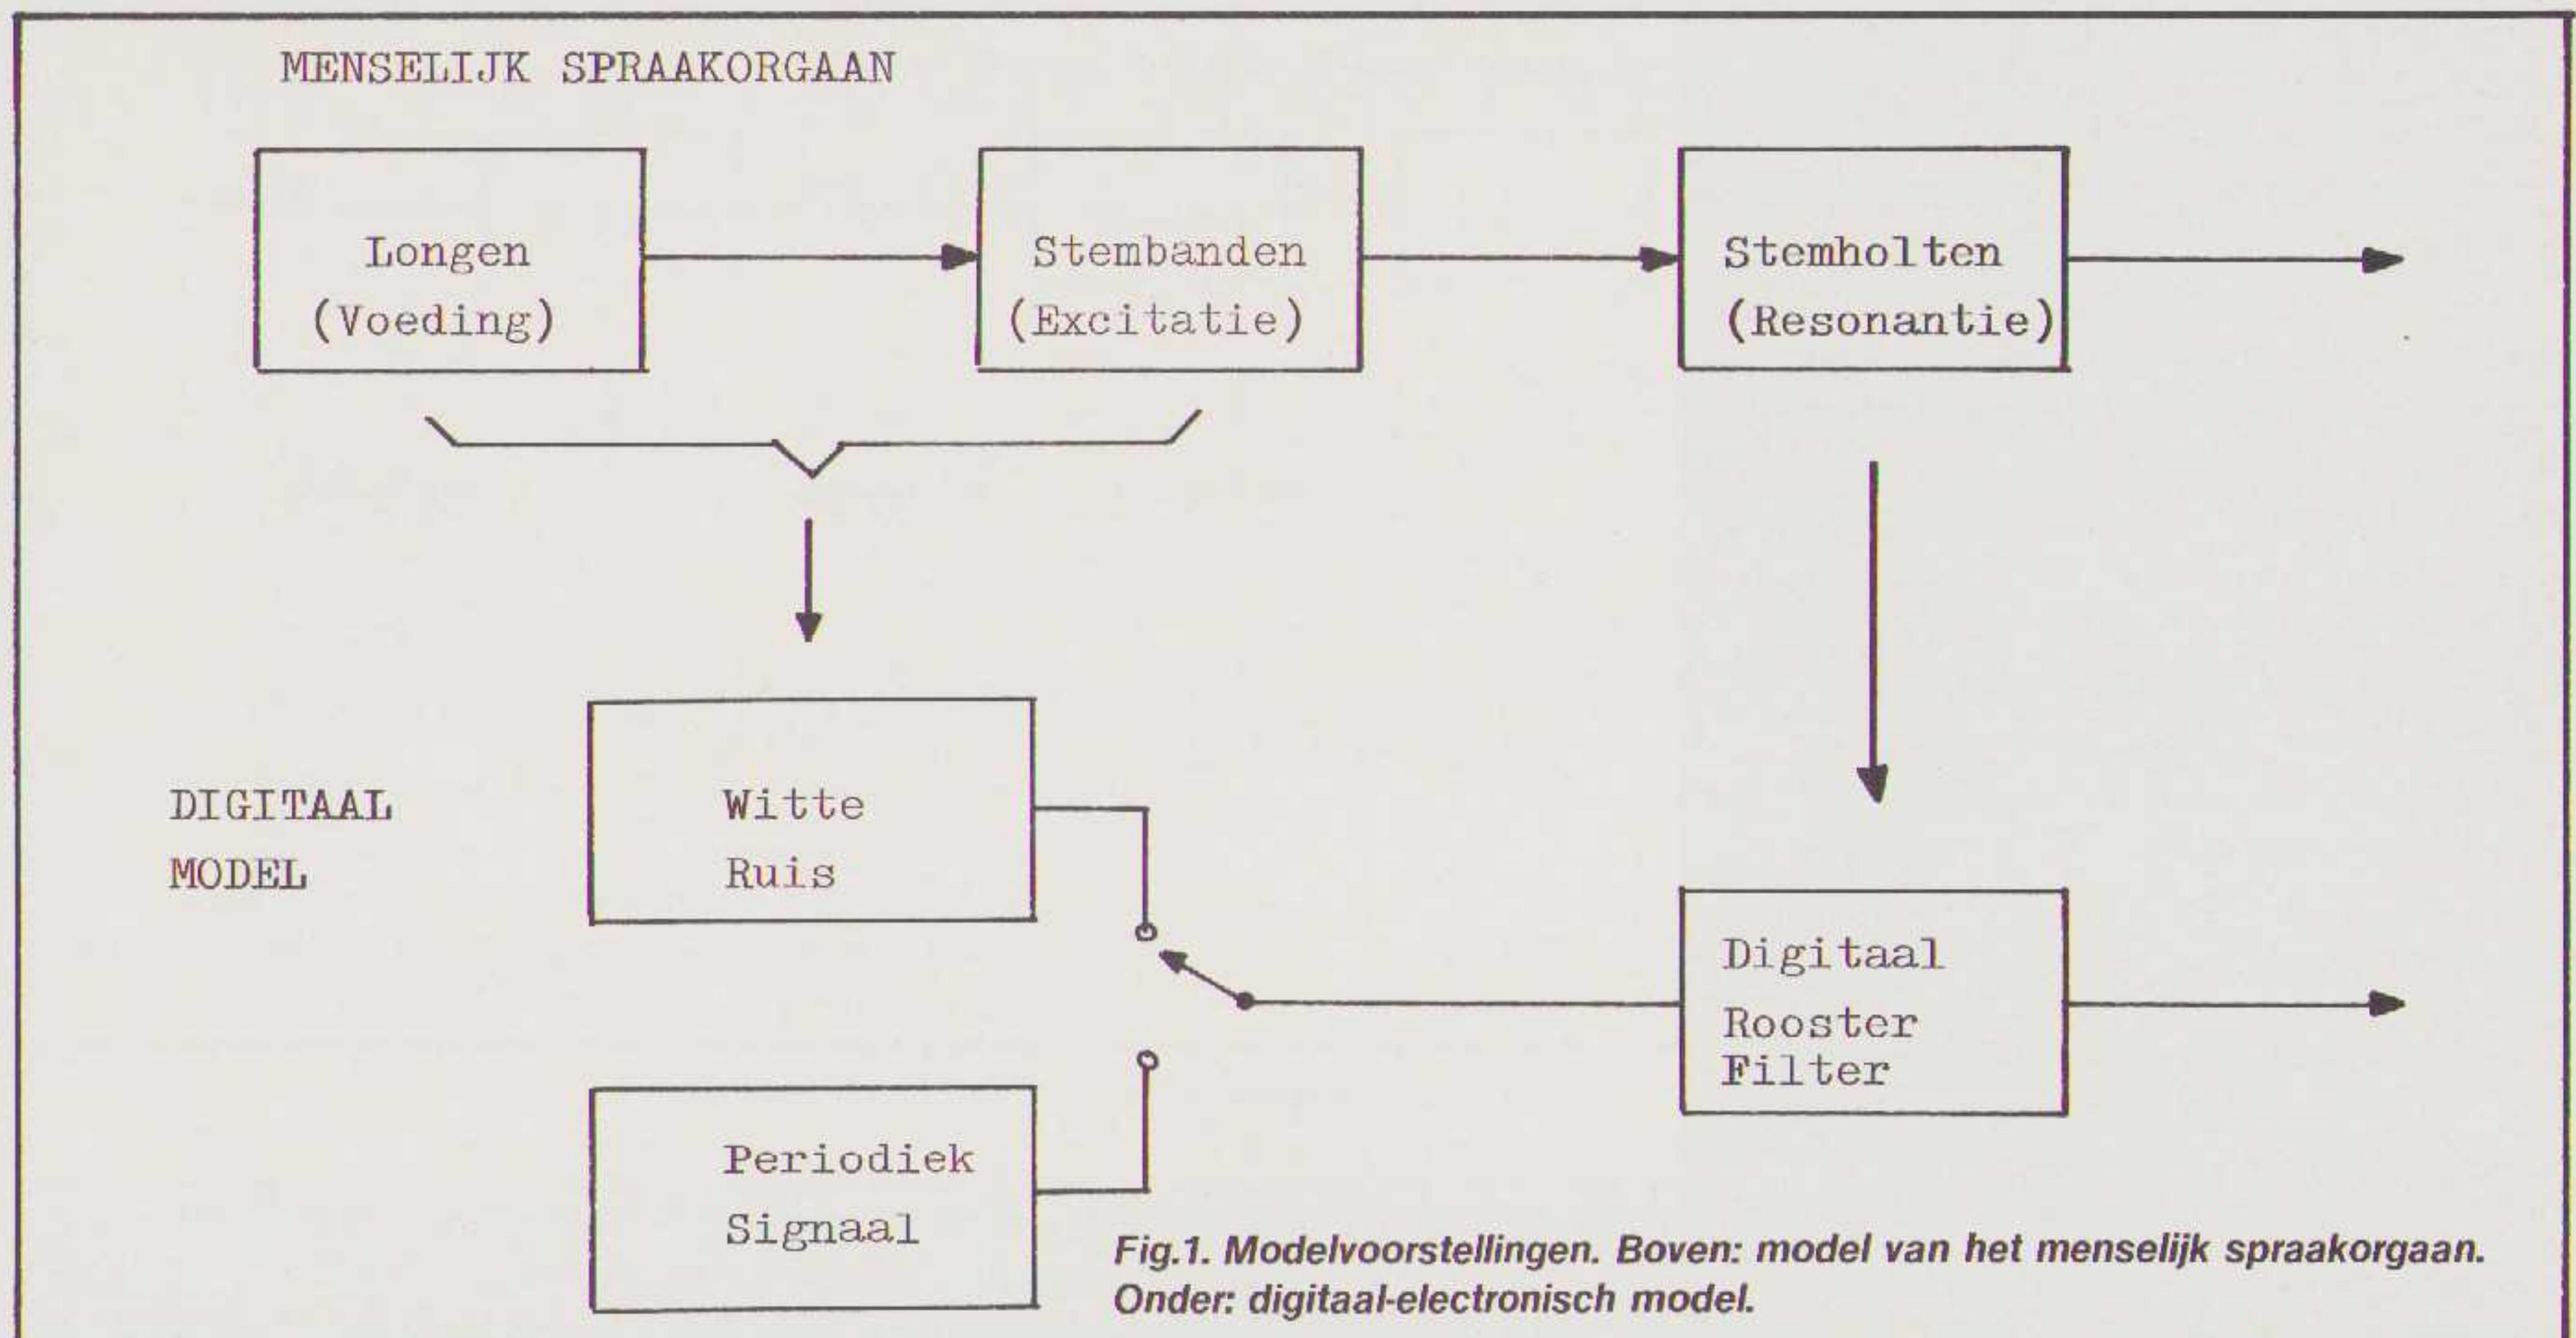 MENSELIJK SPRAAKORGAAN
Longen
(Voeding)
Stembanden
(Excitatie)
Stemholten
(Resonantie)
DIGITAAL
MODEL
Witte
Ruis
Periodiek
Signaal
Digitaal
Rooster
Filter
Fig.1. Modelvoorstellingen. Boven: model van het menselijk spraakorgaan.
Onder: digitaal-electronisch model.